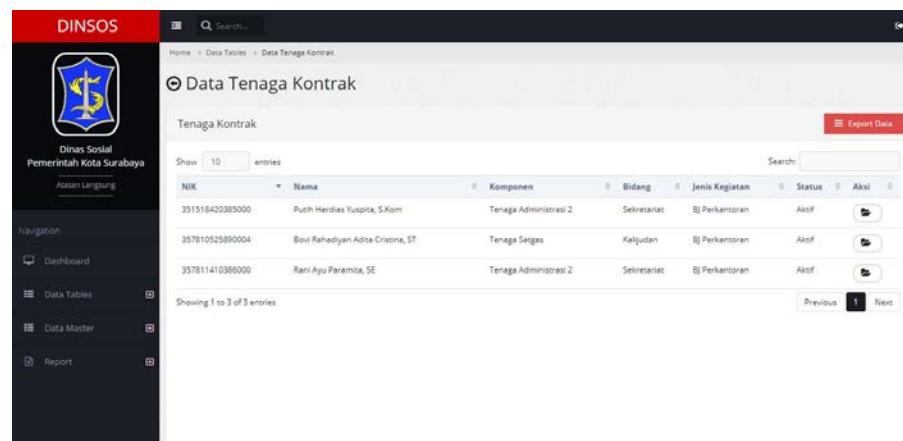 DINSOS
Search...
Home > Data Tables > Data Tenaga Kontrak
Data Tenaga Kontrak
Dinas Sosial
Pemerintah Kota Surabaya
Atasan Langsung
Navigation
Dashboard
Data Tables
Data Master
Report
Tenaga Kontrak
Export Data
Show 10 entries
Search:
NIK Nama Komponen Bidang Jenis Kegiatan Status Aksi
351518420385000 Putih Herdias Yuspita, S.Kom Tenaga Administrasi 2 Sekretariat BJ Perkantoran Aktif
357810525890004 Bovi Rahadiyan Adita Cristina, ST Tenaga Satgas Kalijudan BJ Perkantoran Aktif
357811410386000 Rani Ayu Paramita, SE Tenaga Administrasi 2 Sekretariat BJ Perkantoran Aktif
Showing 1 to 3 of 3 entries
Previous 1 Next